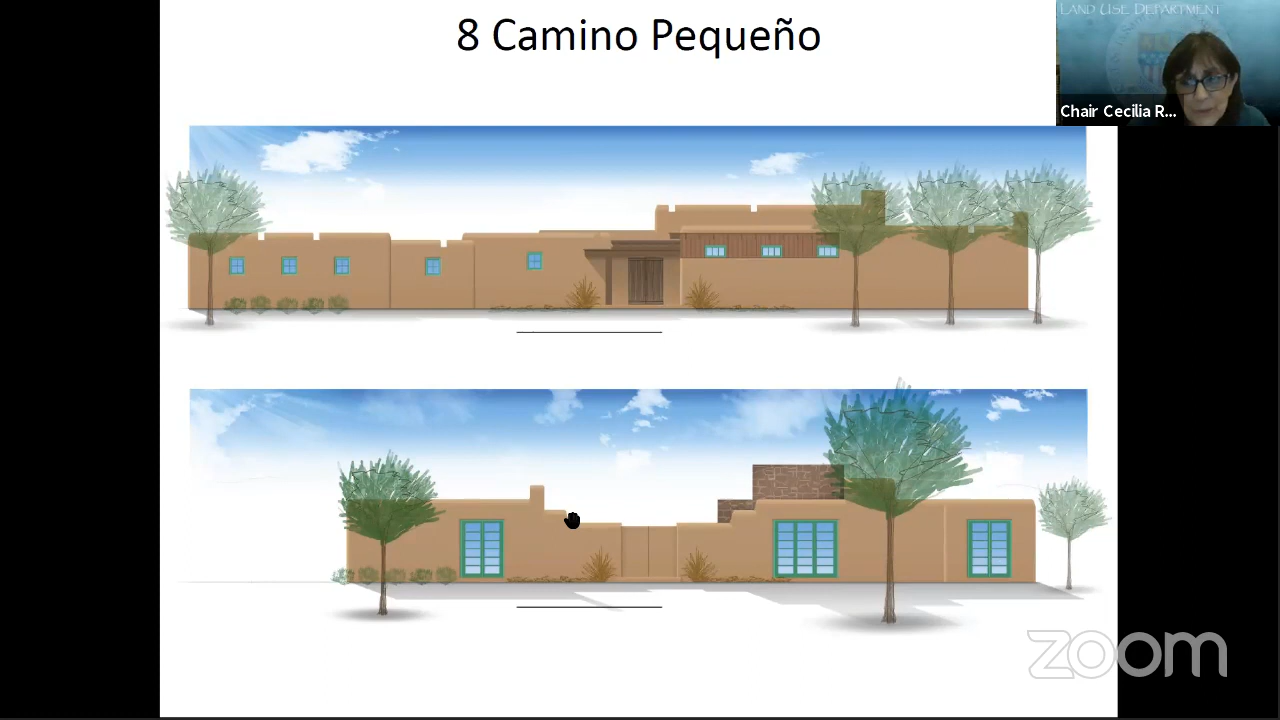 8 Camino Pequeño
LAND USE DEPARTMENT
Chair Cecilia R...
zoom